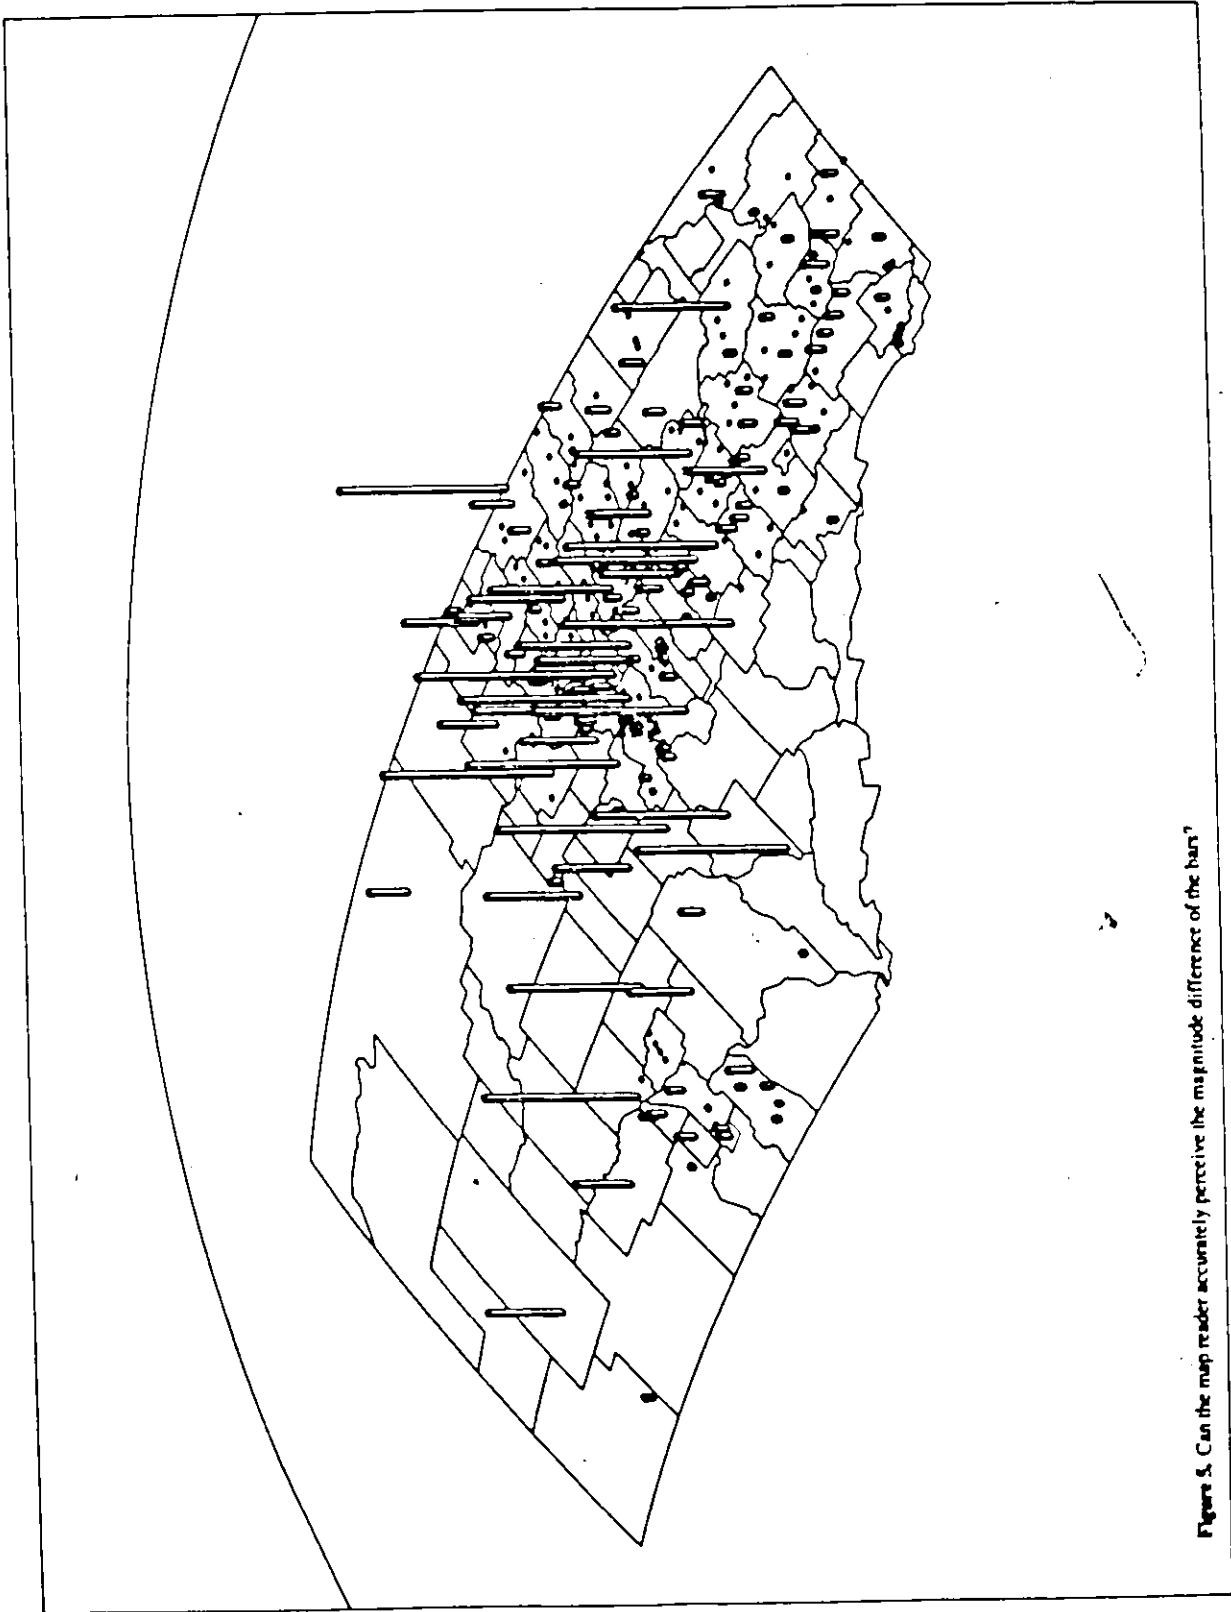 Figure 5. Can the map reader accurately perceive the magnitude difference of the bars?